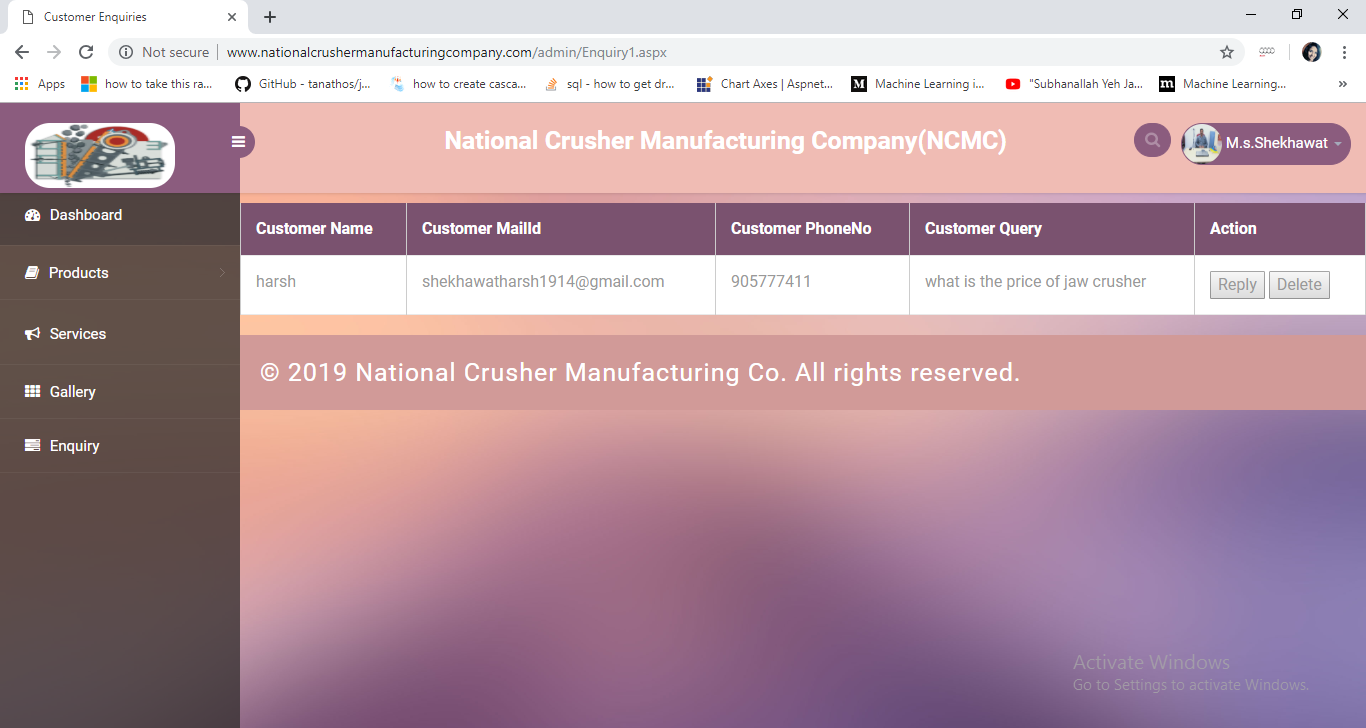 Customer Enquiries
Not secure www.nationalcrushermanufacturingcompany.com/admin/Enquiry1.aspx
Apps how to take this ra... GitHub - tanathos/j... how to create casca... sql - how to get dr... Chart Axes | Aspnet... M Machine Learning i... "Subhanallah Yeh Ja... m Machine Learning... »
National Crusher Manufacturing Company(NCMC)
M.s.Shekhawat
Dashboard
Products
Services
Gallery
Enquiry
Customer Name Customer MailId Customer PhoneNo Customer Query Action
harsh shekhawatharsh1914@gmail.com 905777411 what is the price of jaw crusher Reply Delete
© 2019 National Crusher Manufacturing Co. All rights reserved.
Activate Windows
Go to Settings to activate Windows.